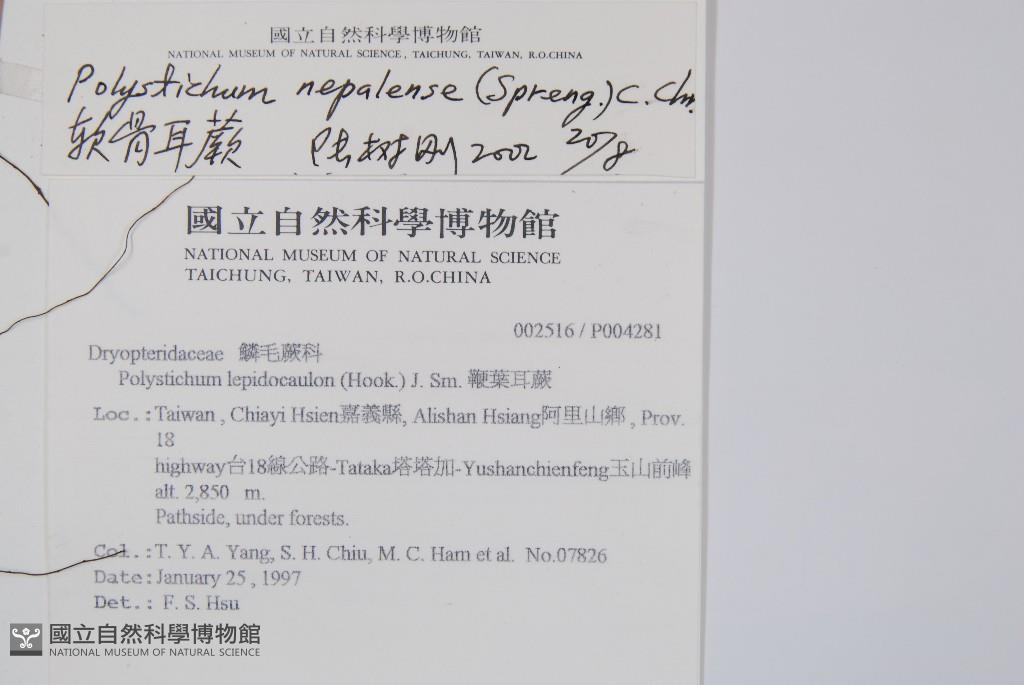 國立自然科學博物館
NATIONAL MUSEUM OF NATURAL SCIENCE, TAICHUNG, TAIWAN, R.O.CHINA
Polystichum nepalense (Spreng.) C. Chr.
软骨耳蕨 陆树刚 2002 20/8
國立自然科學博物館
NATIONAL MUSEUM OF NATURAL SCIENCE
TAICHUNG, TAIWAN, R.O.CHINA
002516 / P004281
Dryopteridaceae 鱗毛蕨科
Polystichum lepidocaulon (Hook.) J. Sm. 鞭葉耳蕨
Loc.: Taiwan , Chiayi Hsien嘉義縣, Alishan Hsiang阿里山鄉 , Prov.
18
highway台18線公路-Tataka塔塔加-Yushanchienfeng玉山前峰
alt. 2,850 m.
Pathside, under forests.
Col.: T. Y. A. Yang, S. H. Chiu, M. C. Ham et al. No.07826
Date: January 25 , 1997
Det.: F. S. Hsu
國立自然科學博物館
NATIONAL MUSEUM OF NATURAL SCIENCE